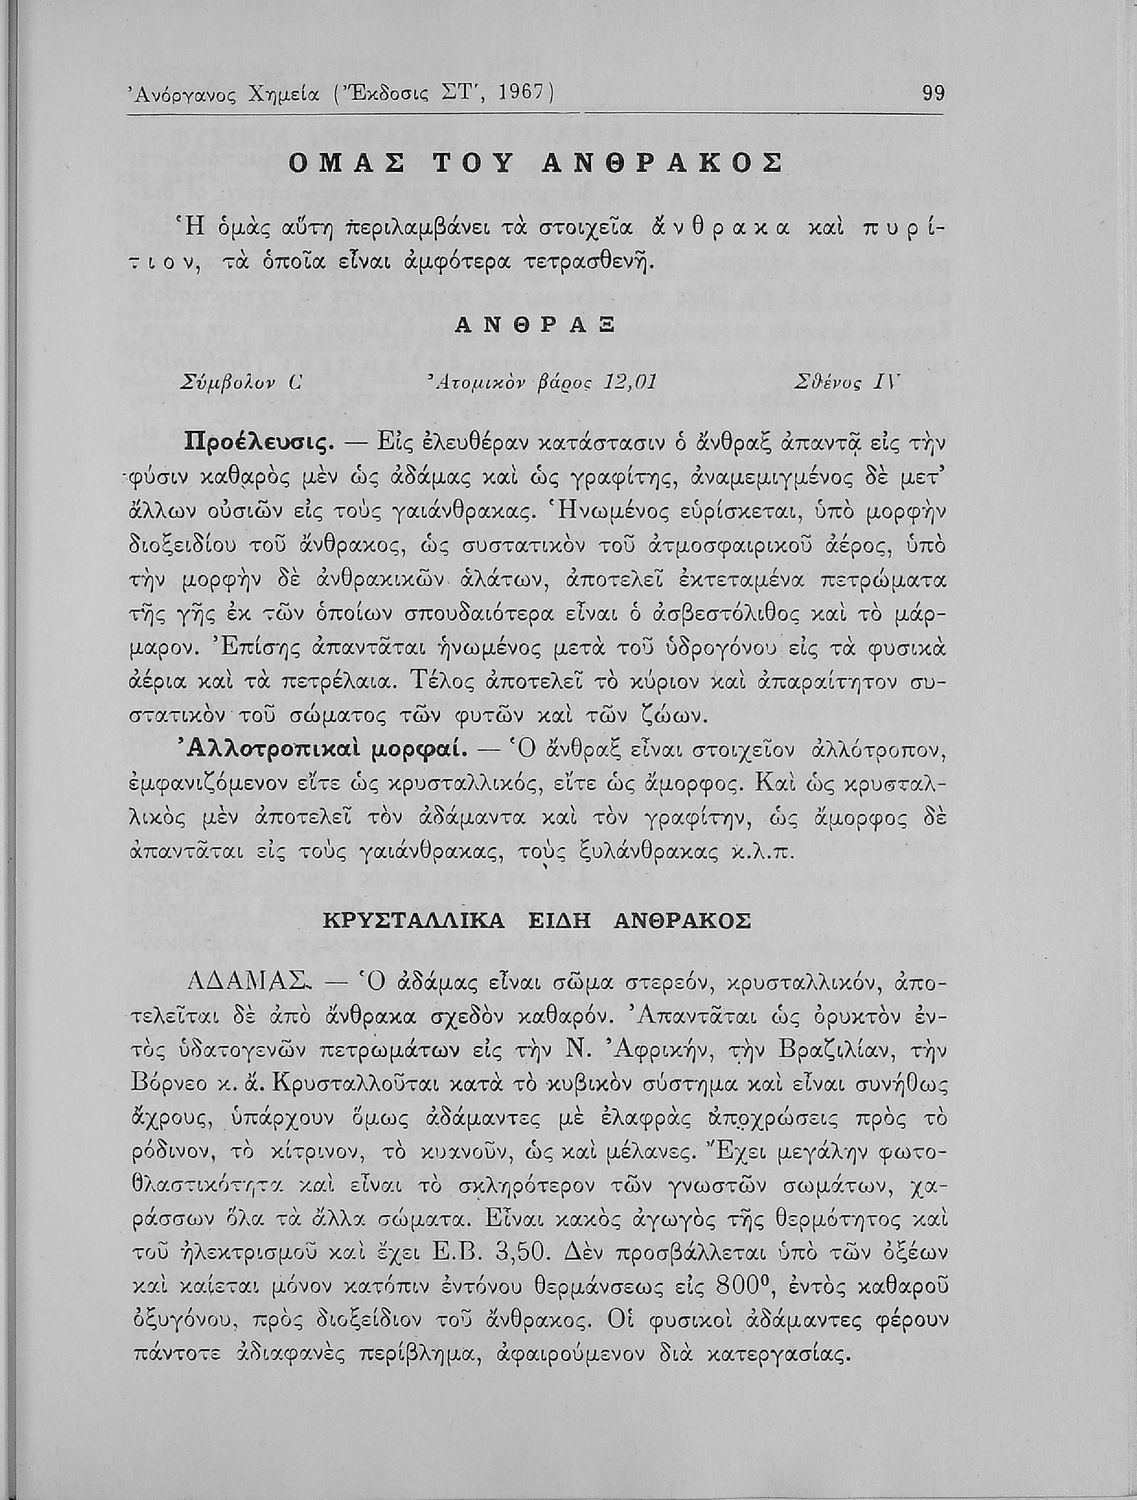 Ἀνόργανος Χημεία (Ἔκδοσις ΣΤʹ, 1967) 99
ΟΜΑΣ ΤΟΥ ΑΝΘΡΑΚΟΣ
Ἡ ὁμὰς αὕτη περιλαμβάνει τὰ στοιχεῖα ἄνθρακα καὶ πυρί-
τιον, τὰ ὁποῖα εἶναι ἀμφότερα τετρασθενῆ.
ΑΝΘΡΑΞ
Σύμβολον C Ἀτομικὸν βάρος 12,01 Σθένος IV
Προέλευσις. — Εἰς ἐλευθέραν κατάστασιν ὁ ἄνθραξ ἀπαντᾷ εἰς τὴν
φύσιν καθαρὸς μὲν ὡς ἀδάμας καὶ ὡς γραφίτης, ἀναμεμιγμένος δὲ μετ’
ἄλλων οὐσιῶν εἰς τοὺς γαιάνθρακας. Ἡνωμένος εὑρίσκεται, ὑπὸ μορφὴν
διοξειδίου τοῦ ἄνθρακος, ὡς συστατικὸν τοῦ ἀτμοσφαιρικοῦ ἀέρος, ὑπὸ
τὴν μορφὴν δὲ ἀνθρακικῶν ἁλάτων, ἀποτελεῖ ἐκτεταμένα πετρώματα
τῆς γῆς ἐκ τῶν ὁποίων σπουδαιότερα εἶναι ὁ ἀσβεστόλιθος καὶ τὸ μάρ-
μαρον. Ἐπίσης ἀπαντᾶται ἡνωμένος μετὰ τοῦ ὑδρογόνου εἰς τὰ φυσικὰ
ἀέρια καὶ τὰ πετρέλαια. Τέλος ἀποτελεῖ τὸ κύριον καὶ ἀπαραίτητον συ-
στατικὸν τοῦ σώματος τῶν φυτῶν καὶ τῶν ζώων.
Ἀλλοτροπικαὶ μορφαί. — Ὁ ἄνθραξ εἶναι στοιχεῖον ἀλλότροπον,
ἐμφανιζόμενον εἴτε ὡς κρυσταλλικός, εἴτε ὡς ἄμορφος. Καὶ ὡς κρυσταλ-
λικὸς μὲν ἀποτελεῖ τὸν ἀδάμαντα καὶ τὸν γραφίτην, ὡς ἄμορφος δὲ
ἀπαντᾶται εἰς τοὺς γαιάνθρακας, τοὺς ξυλάνθρακας κ.λ.π.
ΚΡΥΣΤΑΛΛΙΚΑ ΕΙΔΗ ΑΝΘΡΑΚΟΣ
ΑΔΑΜΑΣ. — Ὁ ἀδάμας εἶναι σῶμα στερεόν, κρυσταλλικόν, ἀπο-
τελεῖται δὲ ἀπὸ ἄνθρακα σχεδὸν καθαρόν. Ἀπαντᾶται ὡς ὀρυκτὸν ἐν-
τὸς ὑδατογενῶν πετρωμάτων εἰς τὴν Ν. Ἀφρικήν, τὴν Βραζιλίαν, τὴν
Βόρνεο κ. ἄ. Κρυσταλλοῦται κατὰ τὸ κυβικὸν σύστημα καὶ εἶναι συνήθως
ἄχρους, ὑπάρχουν ὅμως ἀδάμαντες μὲ ἐλαφρὰς ἀποχρώσεις πρὸς τὸ
ρόδινον, τὸ κίτρινον, τὸ κυανοῦν, ὡς καὶ μέλανες. Ἔχει μεγάλην φωτο-
θλαστικότητα καὶ εἶναι τὸ σκληρότερον τῶν γνωστῶν σωμάτων, χα-
ράσσων ὅλα τὰ ἄλλα σώματα. Εἶναι κακὸς ἀγωγὸς τῆς θερμότητος καὶ
τοῦ ἠλεκτρισμοῦ καὶ ἔχει Ε.Β. 3,50. Δὲν προσβάλλεται ὑπὸ τῶν ὀξέων
καὶ καίεται μόνον κατόπιν ἐντόνου θερμάνσεως εἰς 800⁰, ἐντὸς καθαροῦ
ὀξυγόνου, πρὸς διοξείδιον τοῦ ἄνθρακος. Οἱ φυσικοὶ ἀδάμαντες φέρουν
πάντοτε ἀδιαφανὲς περίβλημα, ἀφαιρούμενον διὰ κατεργασίας.